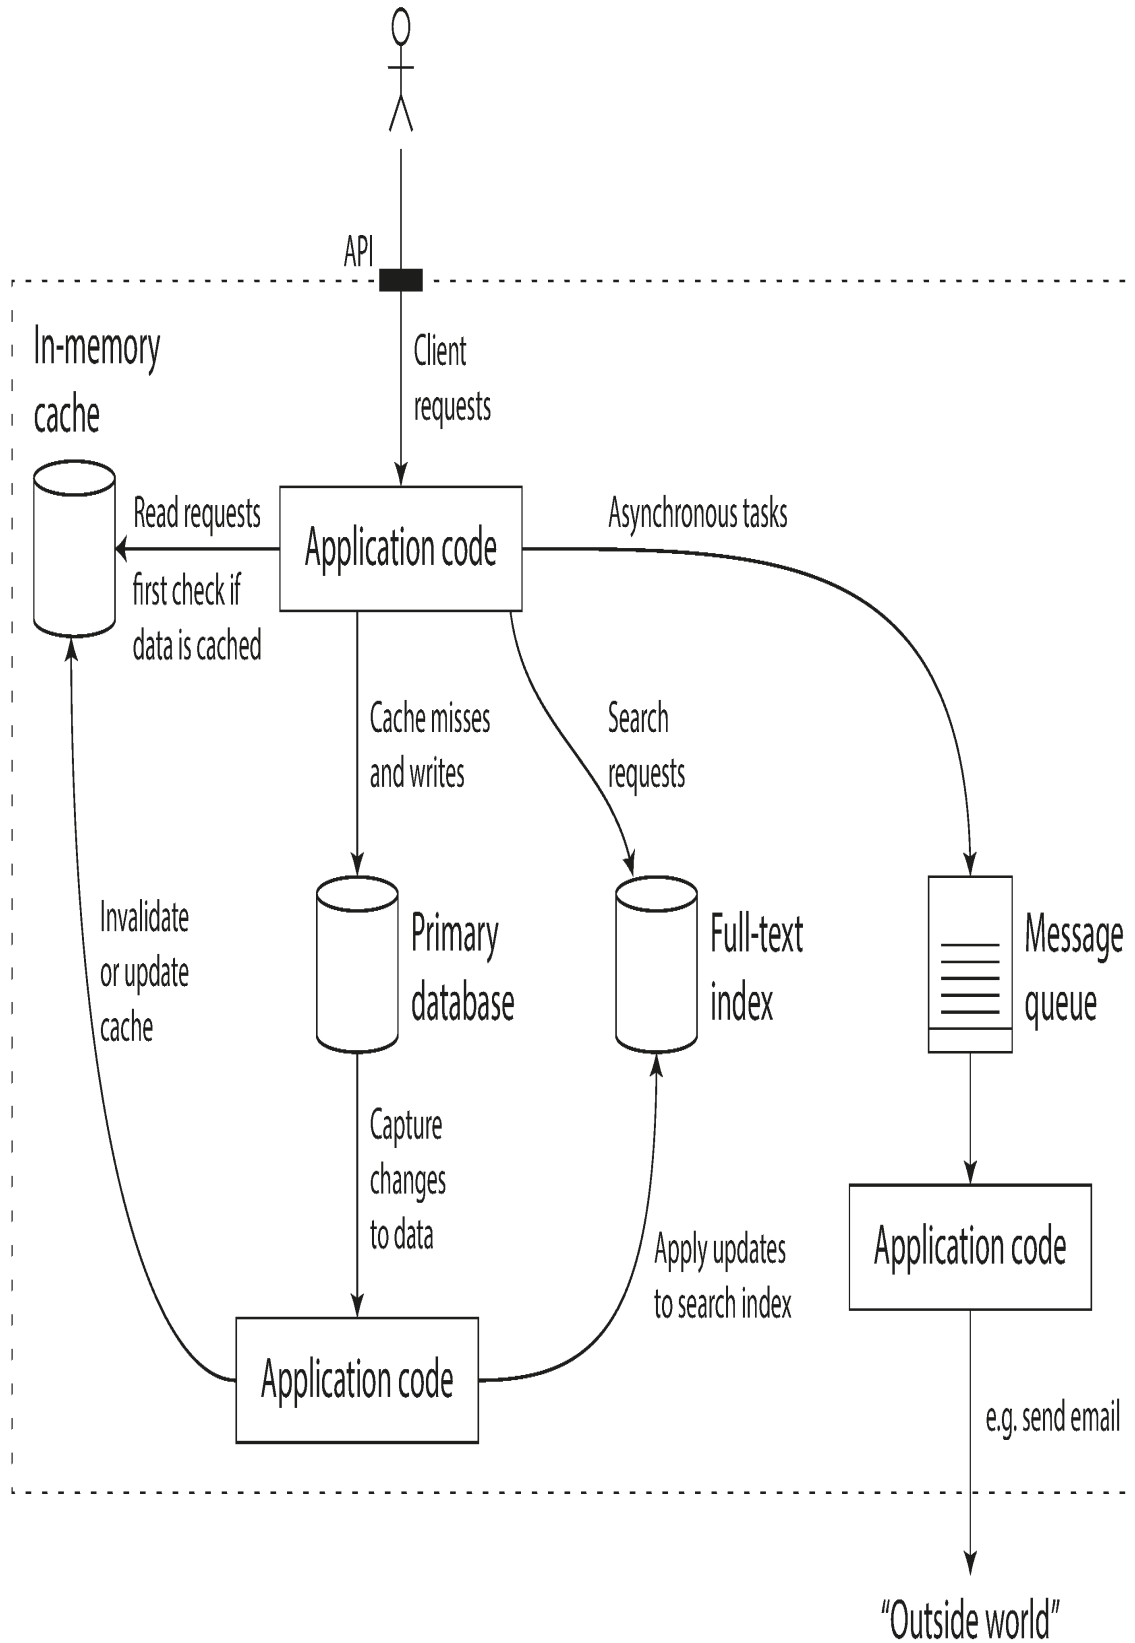 API
Client
requests
In-memory
cache
Read requests
first check if
data is cached
Application code
Asynchronous tasks
Cache misses
and writes
Search
requests
Invalidate
or update
cache
Primary
database
Full-text
index
Message
queue
Capture
changes
to data
Apply updates
to search index
Application code
Application code
e.g. send email
“Outside world”